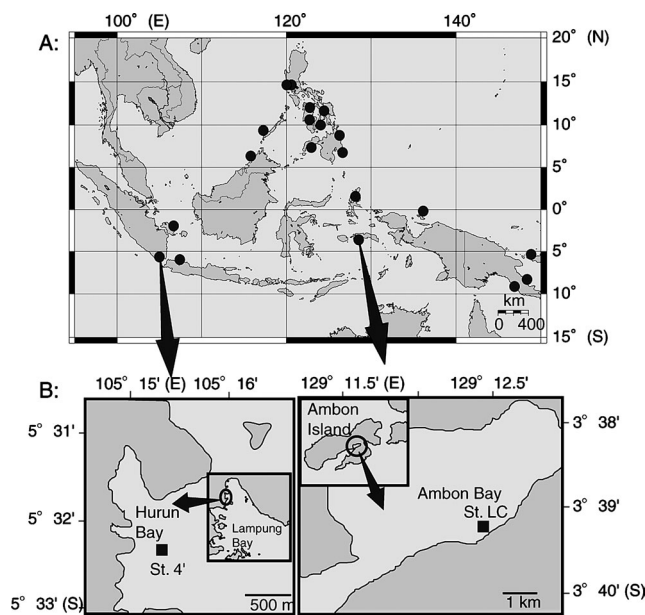 100° (E) 120° 140°
A:
20° (N)
15°
10°
5°
0°
5°
10°
15° (S)
km
0 400
B:
105° 15' (E) 105° 16'
129° 11.5' (E) 129° 12.5'
5° 31'
5° 32'
5° 33' (S)
3° 38'
3° 39'
3° 40' (S)
Hurun
Bay
St. 4'
Lampung
Bay
500 m
Ambon
Island
Ambon Bay
St. LC
1 km